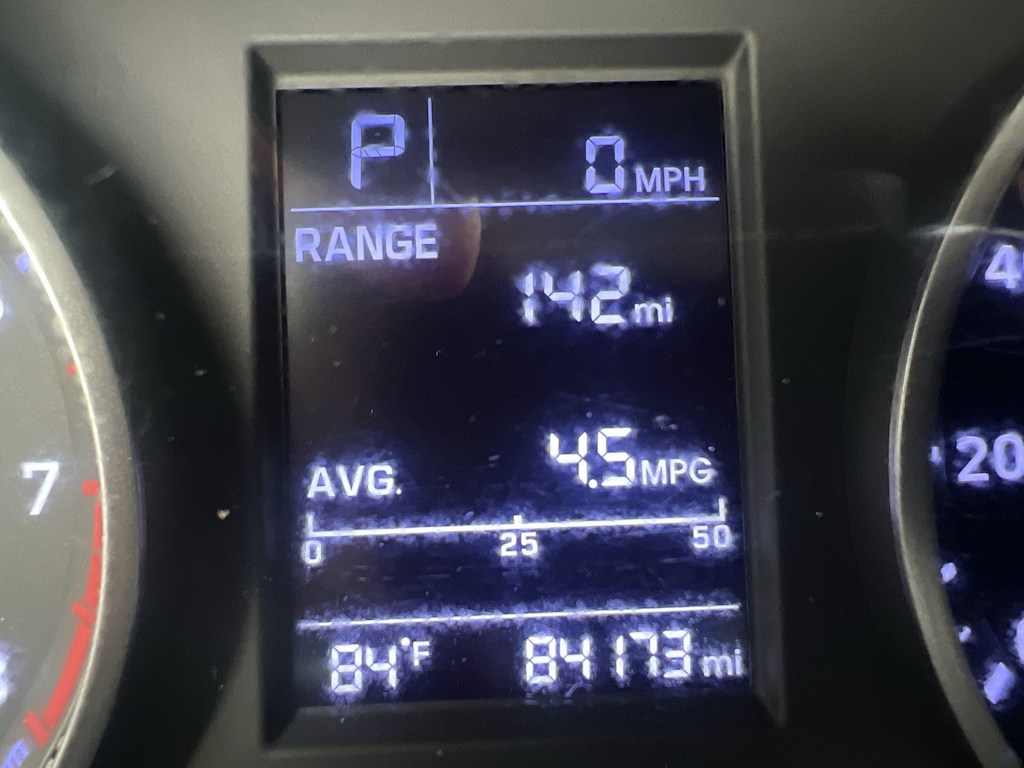 P 0 MPH
RANGE
142 mi
AVG. 4.5 MPG
0 25 50
84°F 84173 mi
7
20